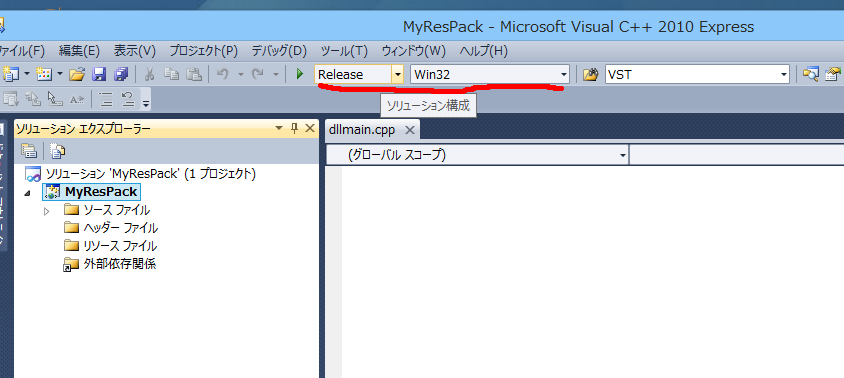 MyResPack - Microsoft Visual C++ 2010 Express
ァイル(F) 編集(E) 表示(V) プロジェクト(P) デバッグ(D) ツール(T) ウィンドウ(W) ヘルプ(H)
Release Win32 VST
ソリューション構成
ソリューション エクスプローラー
dllmain.cpp
(グローバル スコープ)
ソリューション 'MyResPack' (1 プロジェクト)
MyResPack
ソース ファイル
ヘッダー ファイル
リソース ファイル
外部依存関係